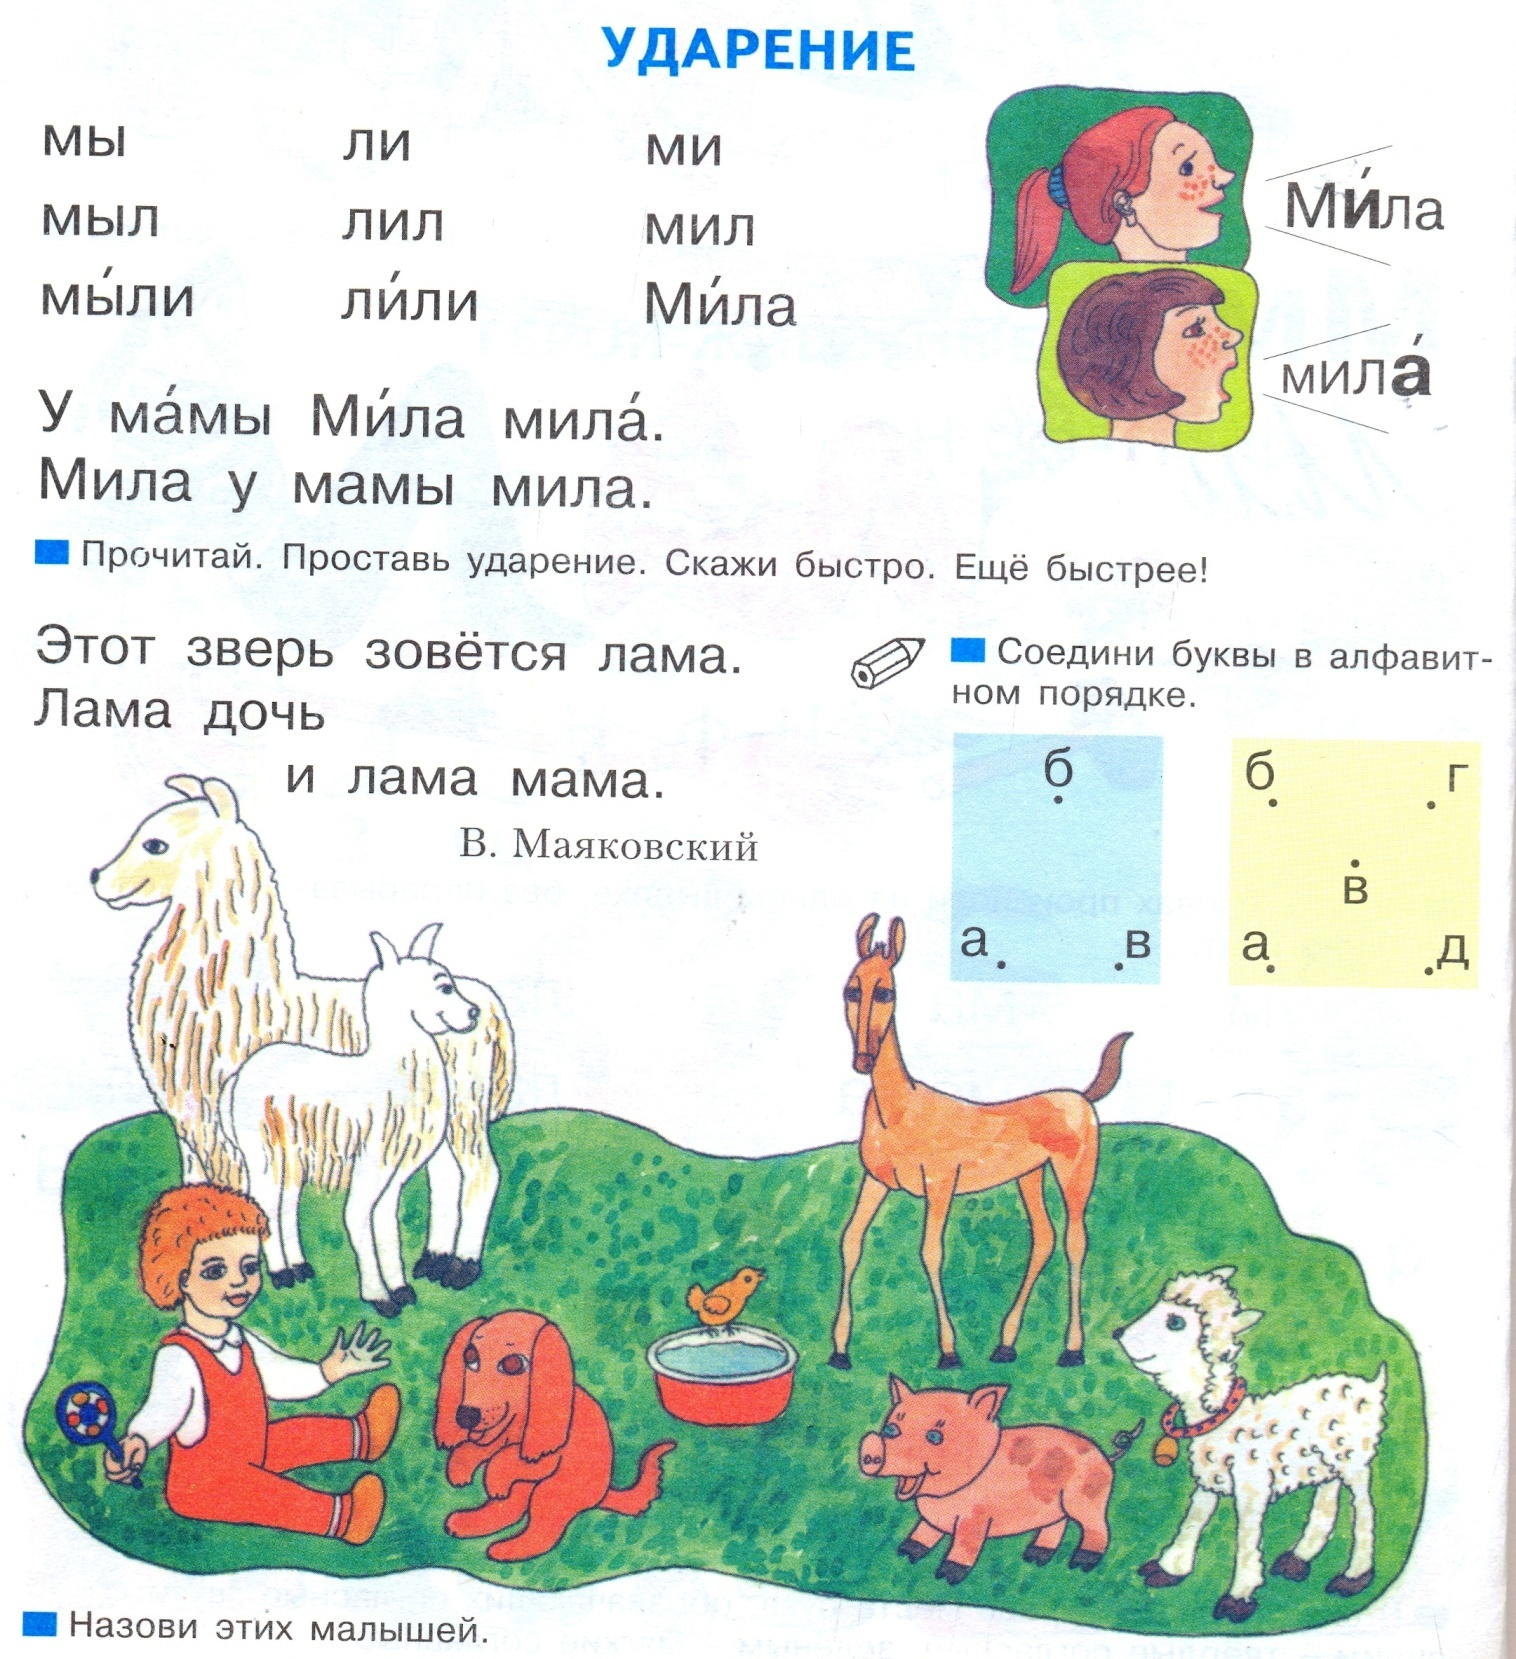 УДАРЕНИЕ
мы ли ми
мыл лил мил
мы́ли ли́ли Ми́ла
Ми́ла
мила́
У ма́мы Ми́ла мила́.
Мила у мамы мила.
Прочитай. Проставь ударение. Скажи быстро. Ещё быстрее!
Этот зверь зовётся лама.
Лама дочь
и лама мама.
В. Маяковский
Соедини буквы в алфавит-
ном порядке.
б
а в
б г
в
а д
Назови этих малышей.